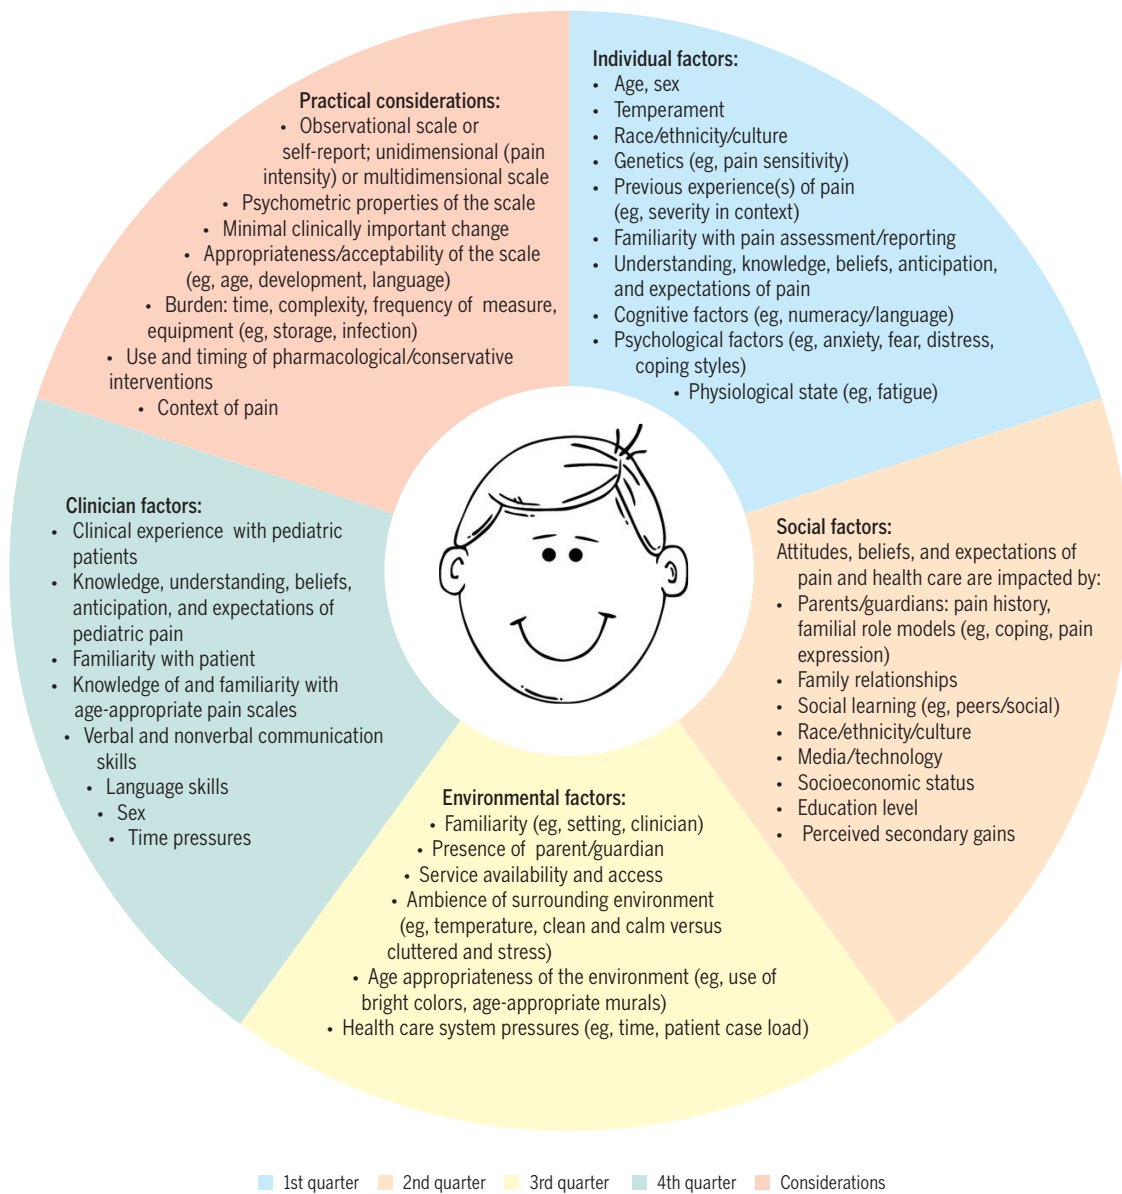 Individual factors:
• Age, sex
• Temperament
• Race/ethnicity/culture
• Genetics (eg, pain sensitivity)
• Previous experience(s) of pain
(eg, severity in context)
• Familiarity with pain assessment/reporting
• Understanding, knowledge, beliefs, anticipation,
and expectations of pain
• Cognitive factors (eg, numeracy/language)
• Psychological factors (eg, anxiety, fear, distress,
coping styles)
• Physiological state (eg, fatigue)
Social factors:
Attitudes, beliefs, and expectations of
pain and health care are impacted by:
• Parents/guardians: pain history,
familial role models (eg, coping, pain
expression)
• Family relationships
• Social learning (eg, peers/social)
• Race/ethnicity/culture
• Media/technology
• Socioeconomic status
• Education level
• Perceived secondary gains
Environmental factors:
• Familiarity (eg, setting, clinician)
• Presence of parent/guardian
• Service availability and access
• Ambience of surrounding environment
(eg, temperature, clean and calm versus
cluttered and stress)
• Age appropriateness of the environment (eg, use of
bright colors, age-appropriate murals)
• Health care system pressures (eg, time, patient case load)
Clinician factors:
• Clinical experience with pediatric
patients
• Knowledge, understanding, beliefs,
anticipation, and expectations of
pediatric pain
• Familiarity with patient
• Knowledge of and familiarity with
age-appropriate pain scales
• Verbal and nonverbal communication
skills
• Language skills
• Sex
• Time pressures
Practical considerations:
• Observational scale or
self-report; unidimensional (pain
intensity) or multidimensional scale
• Psychometric properties of the scale
• Minimal clinically important change
• Appropriateness/acceptability of the scale
(eg, age, development, language)
• Burden: time, complexity, frequency of measure,
equipment (eg, storage, infection)
• Use and timing of pharmacological/conservative
interventions
• Context of pain
1st quarter 2nd quarter 3rd quarter 4th quarter Considerations